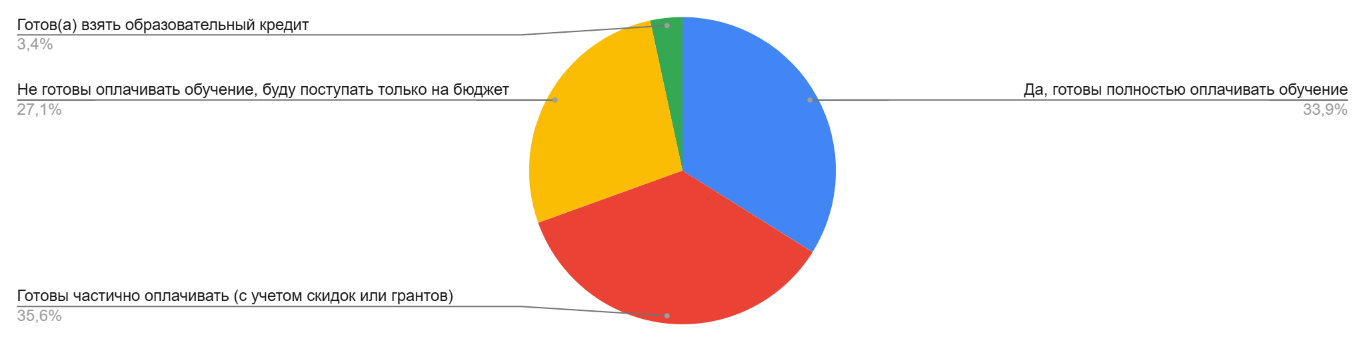 Готов(а) взять образовательный кредит
3,4%
Не готовы оплачивать обучение, буду поступать только на бюджет
27,1%
Да, готовы полностью оплачивать обучение
33,9%
Готовы частично оплачивать (с учетом скидок или грантов)
35,6%